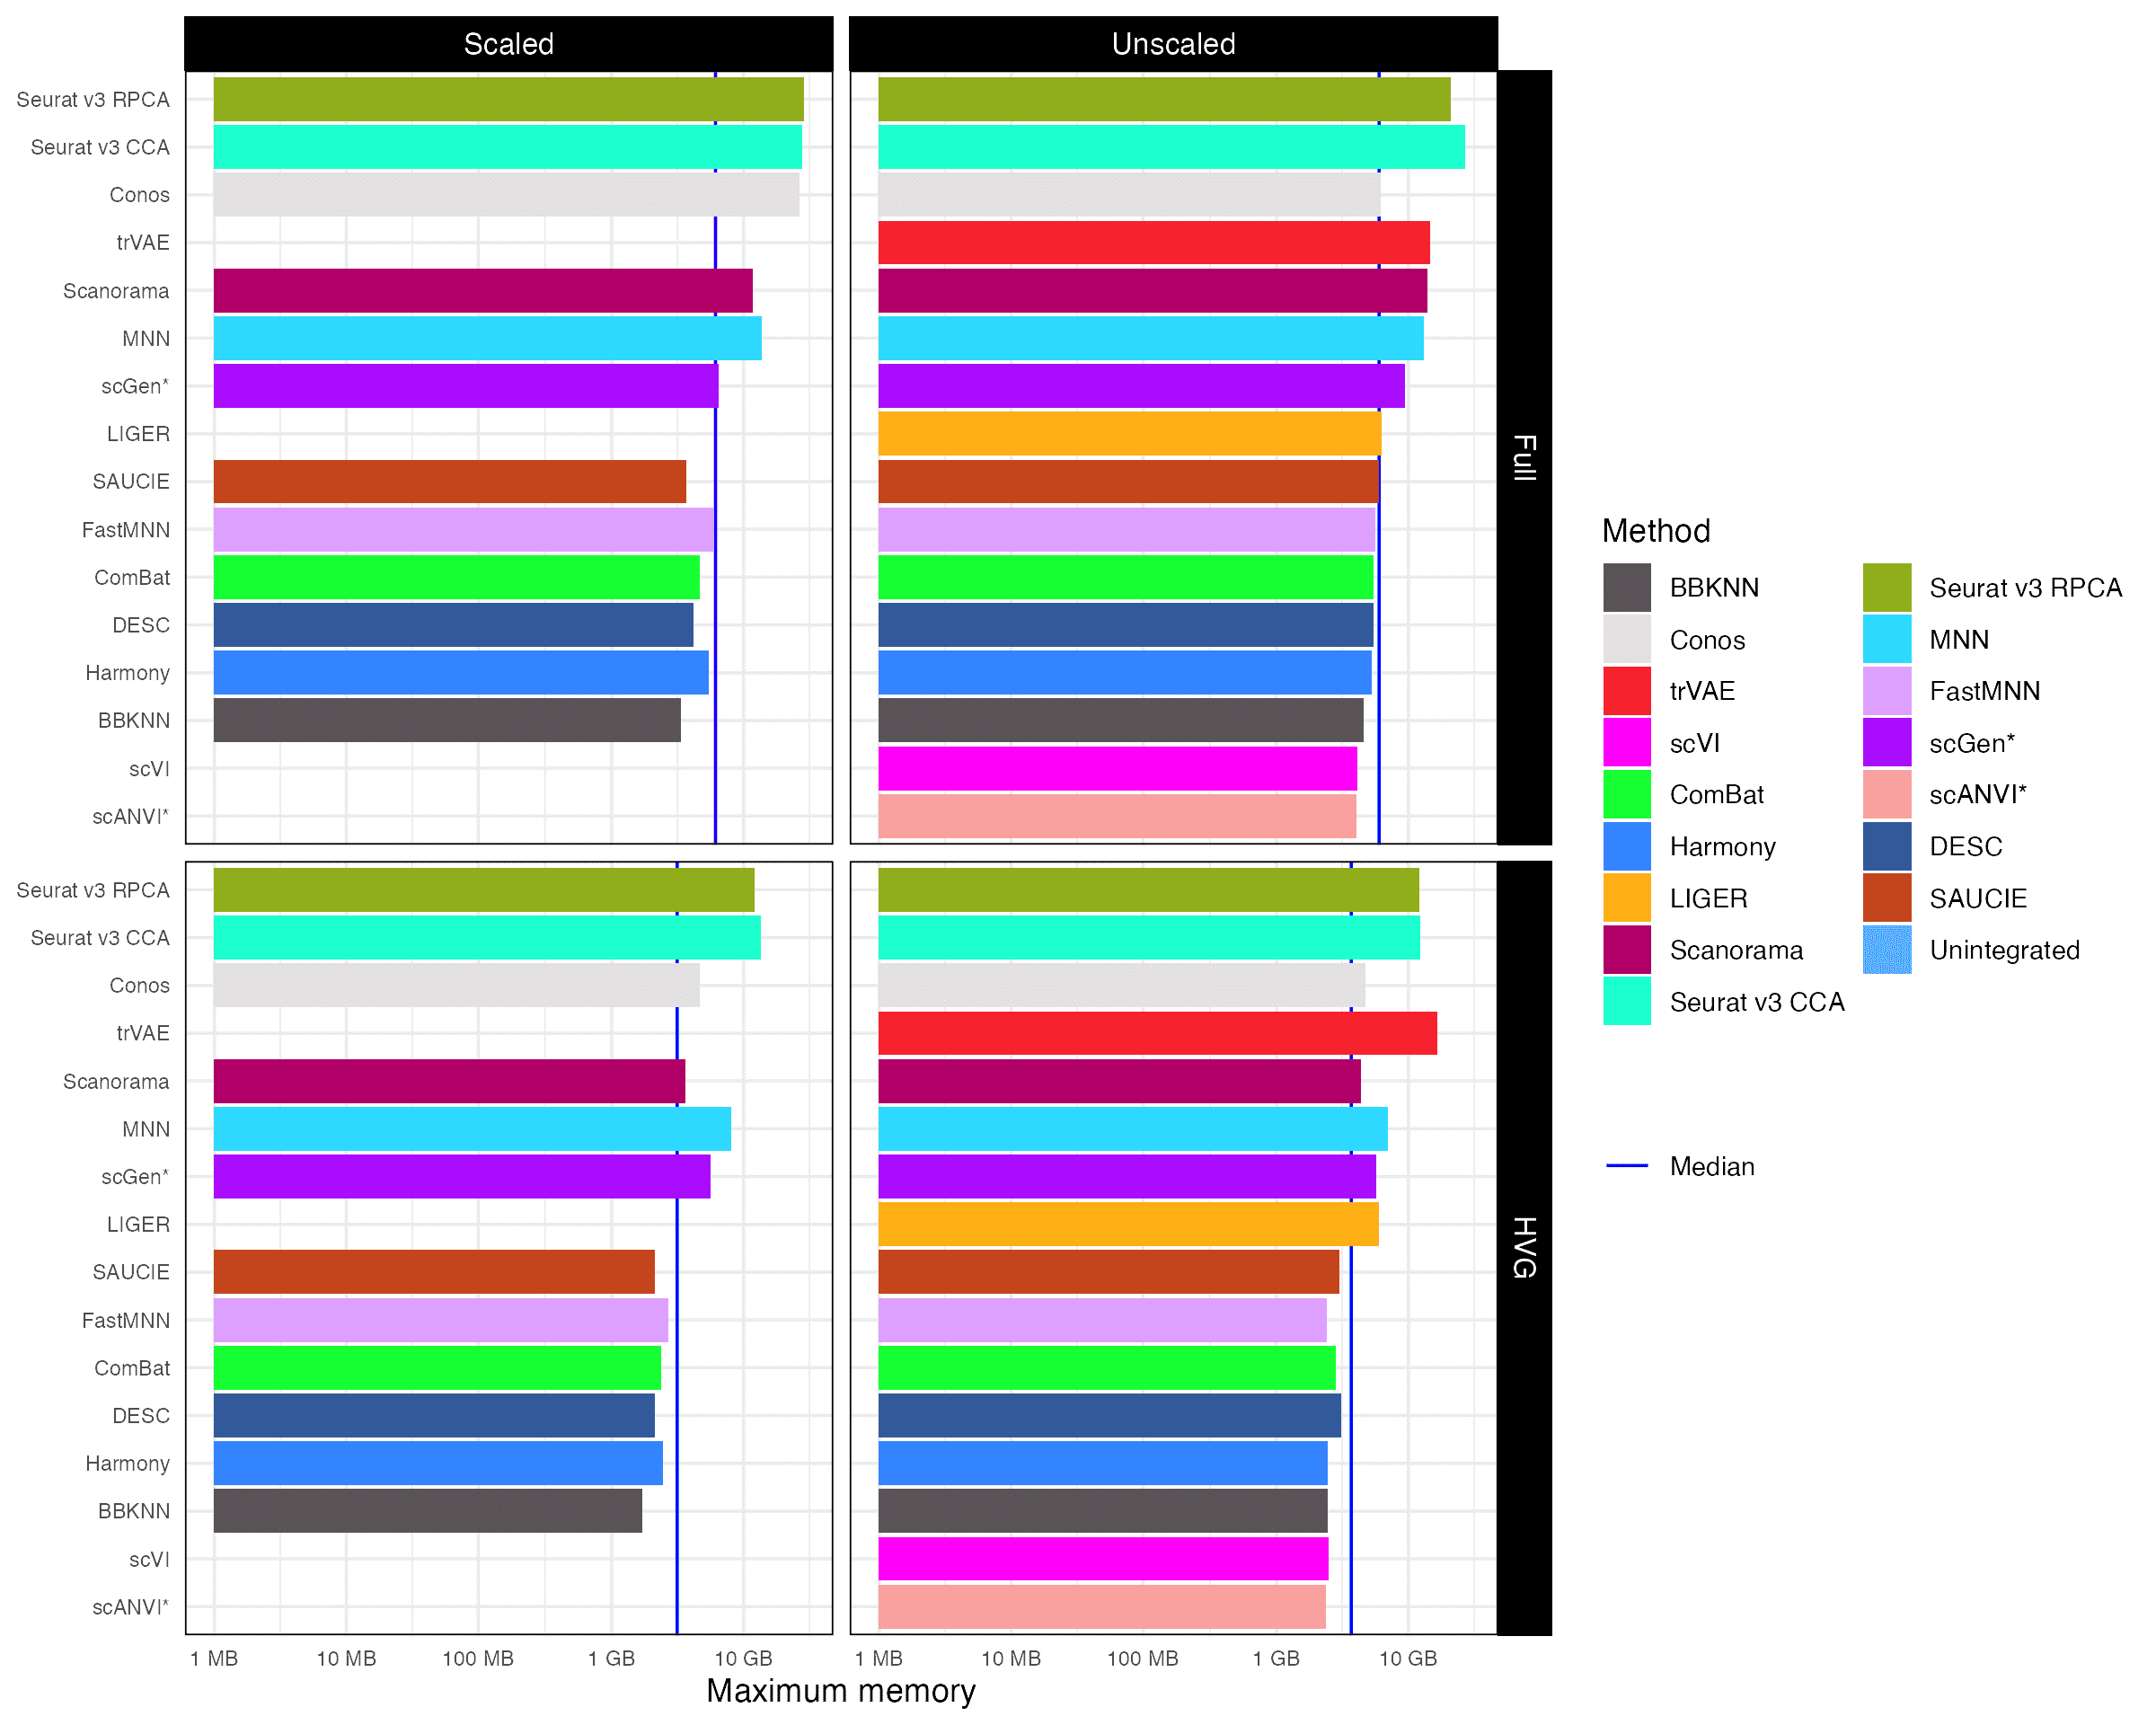 Scaled
Unscaled
Seurat v3 RPCA
Seurat v3 CCA
Conos
trVAE
Scanorama
MNN
scGen*
LIGER
SAUCIE
FastMNN
ComBat
DESC
Harmony
BBKNN
scVI
scANVI*
Full
Seurat v3 RPCA
Seurat v3 CCA
Conos
trVAE
Scanorama
MNN
scGen*
LIGER
SAUCIE
FastMNN
ComBat
DESC
Harmony
BBKNN
scVI
scANVI*
HVG
1 MB
10 MB
100 MB
1 GB
10 GB
1 MB
10 MB
100 MB
1 GB
10 GB
Maximum memory
Method
BBKNN
Conos
trVAE
scVI
ComBat
Harmony
LIGER
Scanorama
Seurat v3 CCA
Seurat v3 RPCA
MNN
FastMNN
scGen*
scANVI*
DESC
SAUCIE
Unintegrated
Median